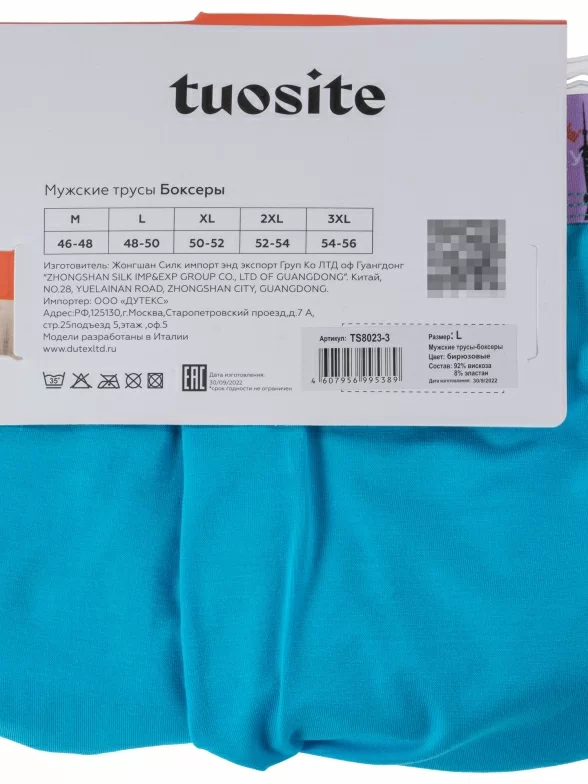 tuosite
Мужские трусы Боксеры
M L XL 2XL 3XL
46-48 48-50 50-52 52-54 54-56
Изготовитель: Жонгшан Силк импорт энд экспорт Груп Ко ЛТД оф Гуангдонг
"ZHONGSHAN SILK IMP&EXP GROUP CO., LTD OF GUANGDONG". Китай,
NO.28, YUELAINAN ROAD, ZHONGSHAN CITY, GUANGDONG.
Импортер: ООО «ДУТЕКС»
Адрес:РФ,125130,г.Москва,Старопетровский проезд,д.7 А,
стр.25подъезд 5,этаж ,оф.5
Модели разработаны в Италии
www.dutexltd.ru
35°
EAC
Дата изготовления:
30/09/2022
*срок годности не ограничен
Артикул: TS8023-3
4 607956 995389
Размер: L
Мужские трусы-боксеры
Цвет: бирюзовые
Состав: 92% вискоза
8% эластан
Дата изготовления: 30/9/2022